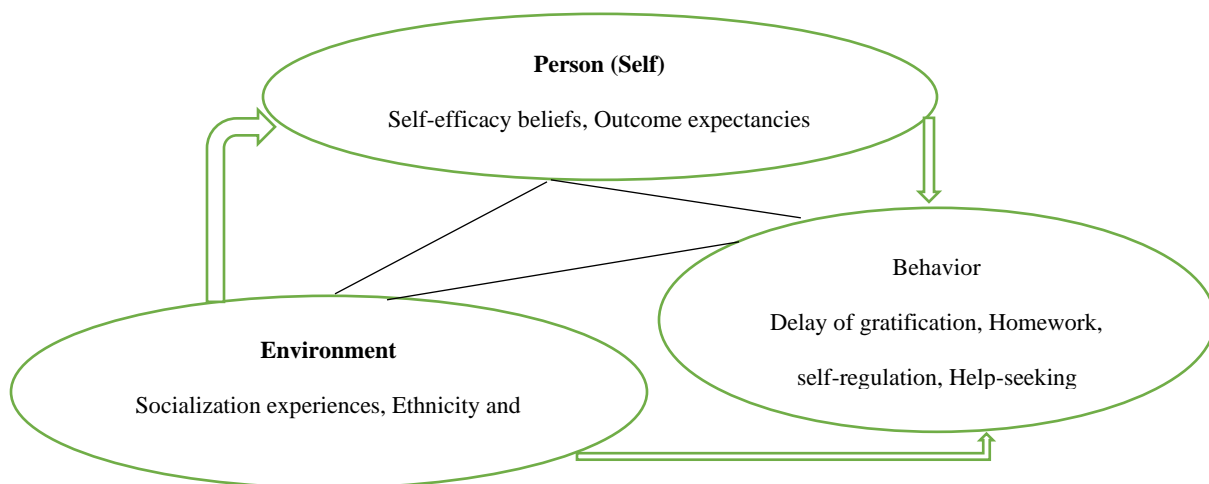 Person (Self)
Self-efficacy beliefs, Outcome expectancies
Behavior
Delay of gratification, Homework,
self-regulation, Help-seeking
Environment
Socialization experiences, Ethnicity and